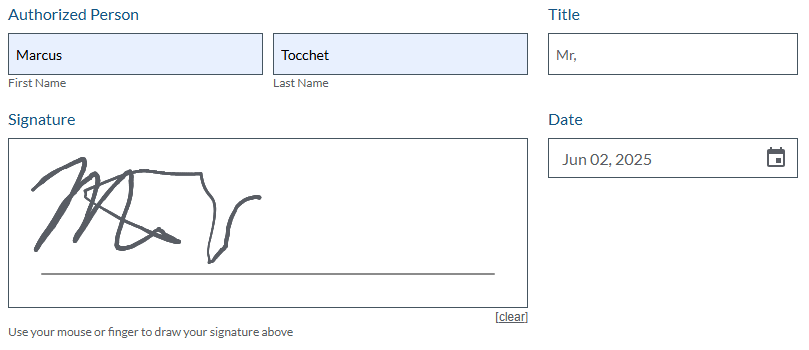 Authorized Person Title
Marcus Tocchet Mr,
First Name Last Name
Signature Date
Jun 02, 2025
[clear]
Use your mouse or finger to draw your signature above